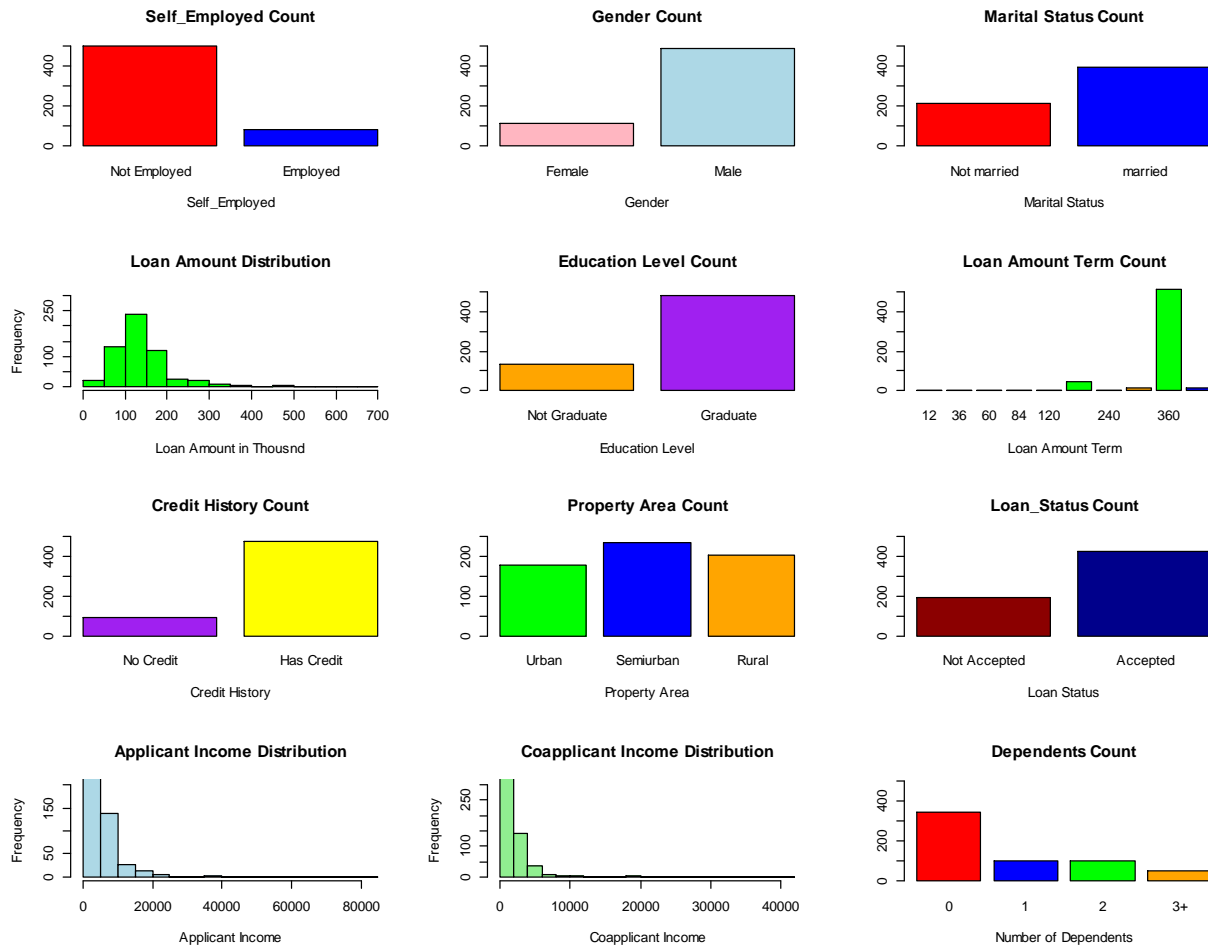 Self_Employed Count
0 200 400
Not Employed Employed
Self_Employed
Gender Count
0 200 400
Female Male
Gender
Marital Status Count
0 200 400
Not married married
Marital Status
Loan Amount Distribution
Frequency
0 100 250
0 100 200 300 400 500 600 700
Loan Amount in Thousnd
Education Level Count
0 200 400
Not Graduate Graduate
Education Level
Loan Amount Term Count
0 200 400
12 36 60 84 120 240 360
Loan Amount Term
Credit History Count
0 200 400
No Credit Has Credit
Credit History
Property Area Count
0 100 200
Urban Semiurban Rural
Property Area
Loan_Status Count
0 200 400
Not Accepted Accepted
Loan Status
Applicant Income Distribution
Frequency
0 50 150
0 20000 40000 60000 80000
Applicant Income
Coapplicant Income Distribution
Frequency
0 100 250
0 10000 20000 30000 40000
Coapplicant Income
Dependents Count
0 200 400
0 1 2 3+
Number of Dependents